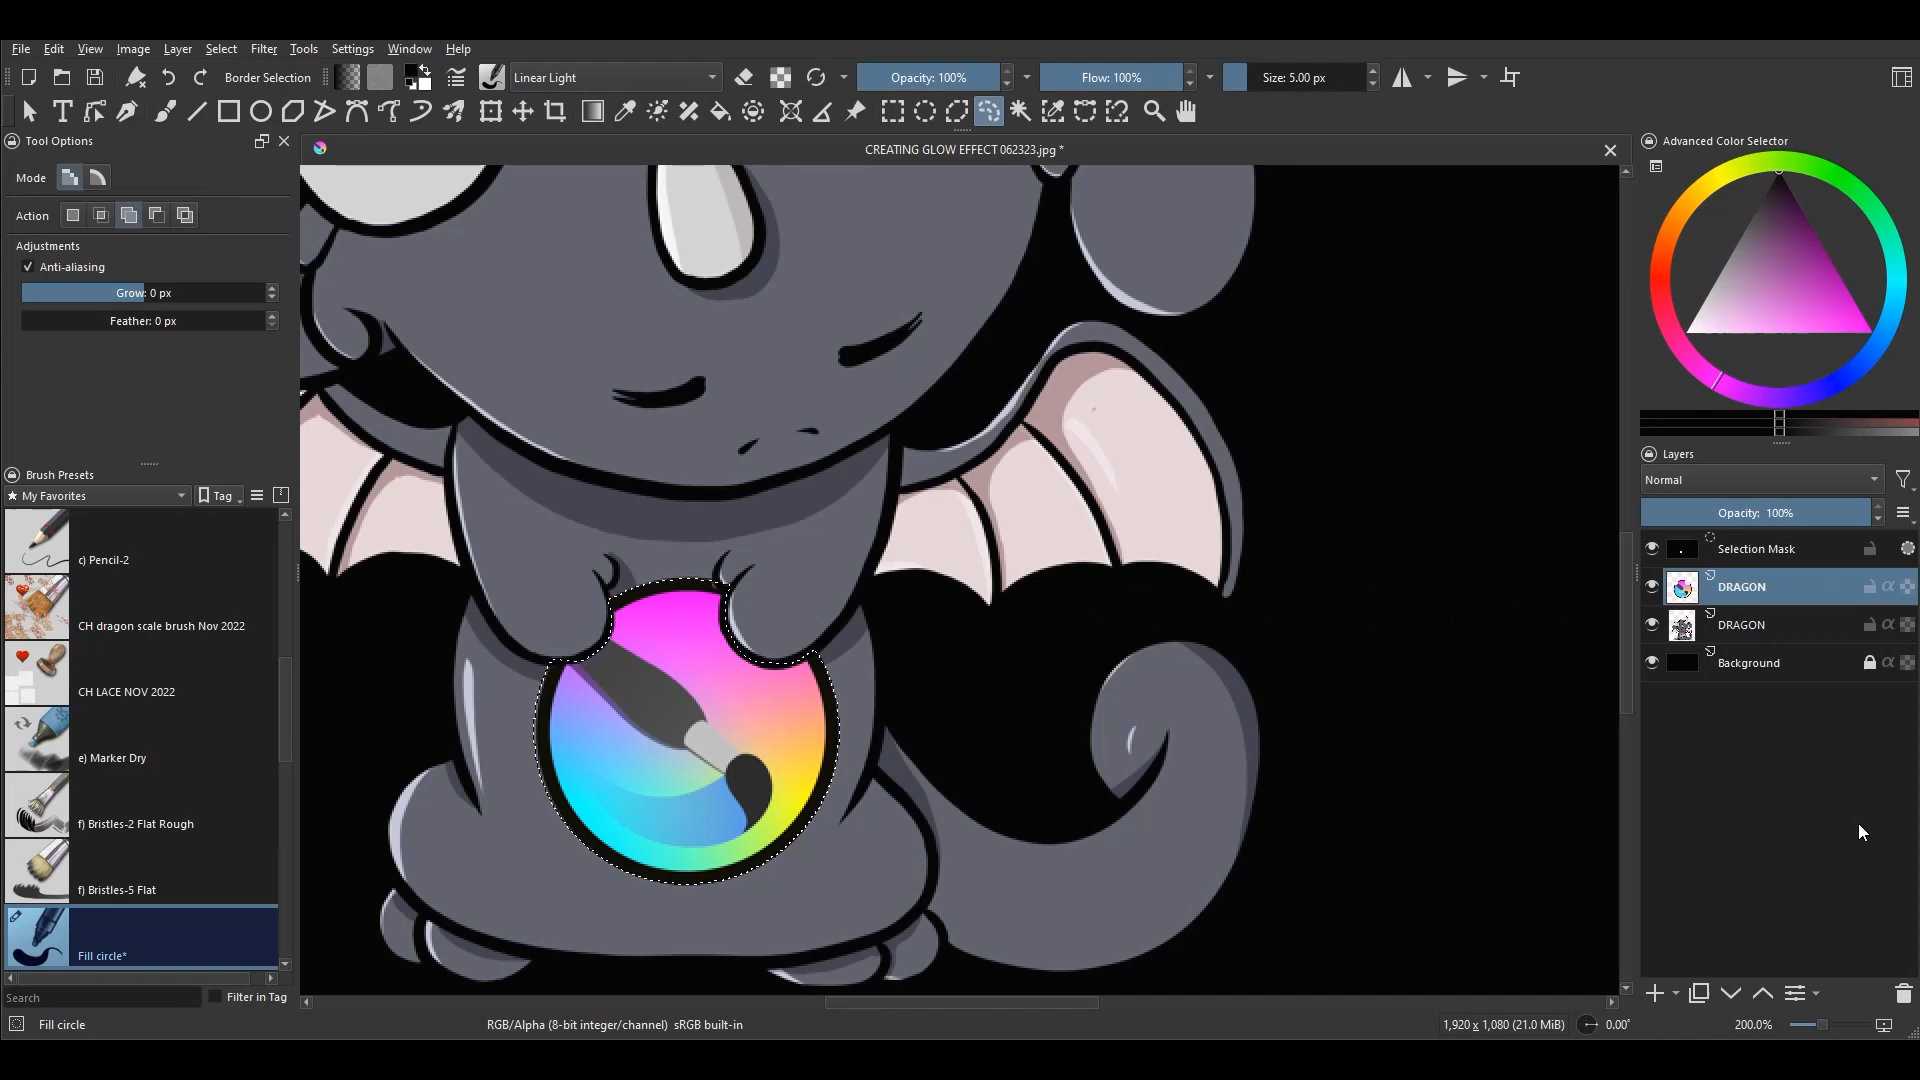 File Edit View Image Layer Select Filter Tools Settings Window Help
Border Selection Linear Light Opacity: 100% Flow: 100% Size: 5.00 px
Tool Options
CREATING GLOW EFFECT 062323.jpg *
Advanced Color Selector
Mode
Action
Adjustments
Anti-aliasing
Grow: 0 px
Feather: 0 px
Brush Presets
My Favorites Tag
c) Pencil-2
CH dragon scale brush Nov 2022
CH LACE NOV 2022
e) Marker Dry
f) Bristles-2 Flat Rough
f) Bristles-5 Flat
Fill circle*
Search Filter in Tag
Layers
Normal
Opacity: 100%
Selection Mask
DRAGON
DRAGON
Background
Fill circle RGB/Alpha (8-bit integer/channel) sRGB built-in 1,920 x 1,080 (21.0 MiB) 0.00° 200.0%